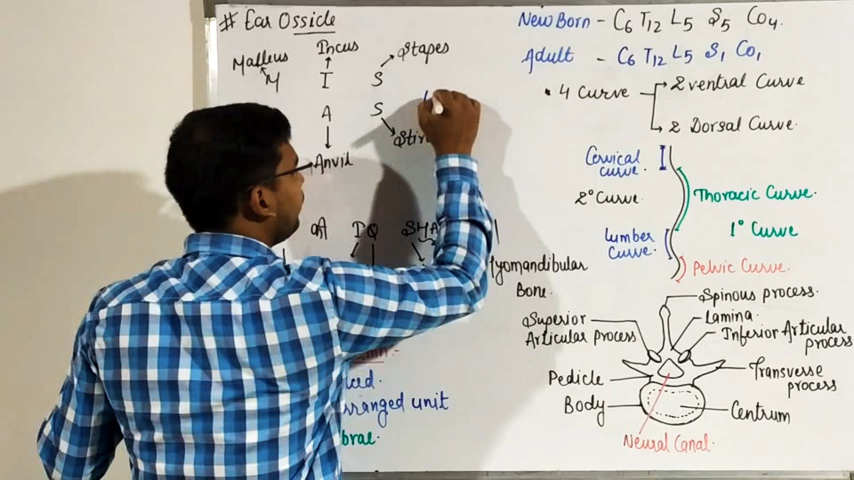 # Ear Ossicle
Malleus Incus Stapes
M I S
A S
Anvil
A PQ SHA
yomandibular
Bone.
arranged unit
New Born - C6 T12 L5 S5 Co4.
Adult - C6 T12 L5 S1 Co1
4 Curve
2 ventral Curve
2 Dorsal Curve.
Cervical
curve.
2° Curve.
Thoracic Curve.
1° Curve
Lumber
Curve.
Pelvic Curve.
Spinous process.
Superior
Articular process
Lamina.
Inferior Articular
process
Pedicle
Transverse
process
Body
Centrum
Neural Canal.